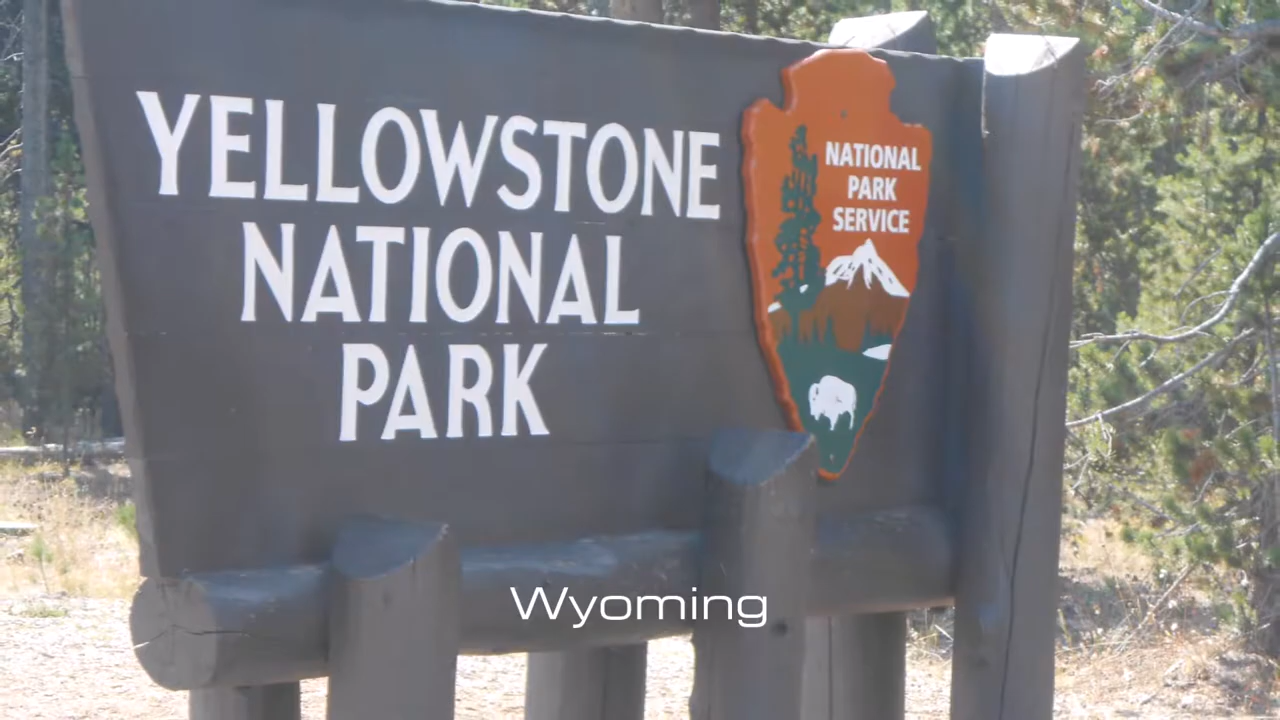 YELLOWSTONE
NATIONAL
PARK
NATIONAL
PARK
SERVICE
Wyoming